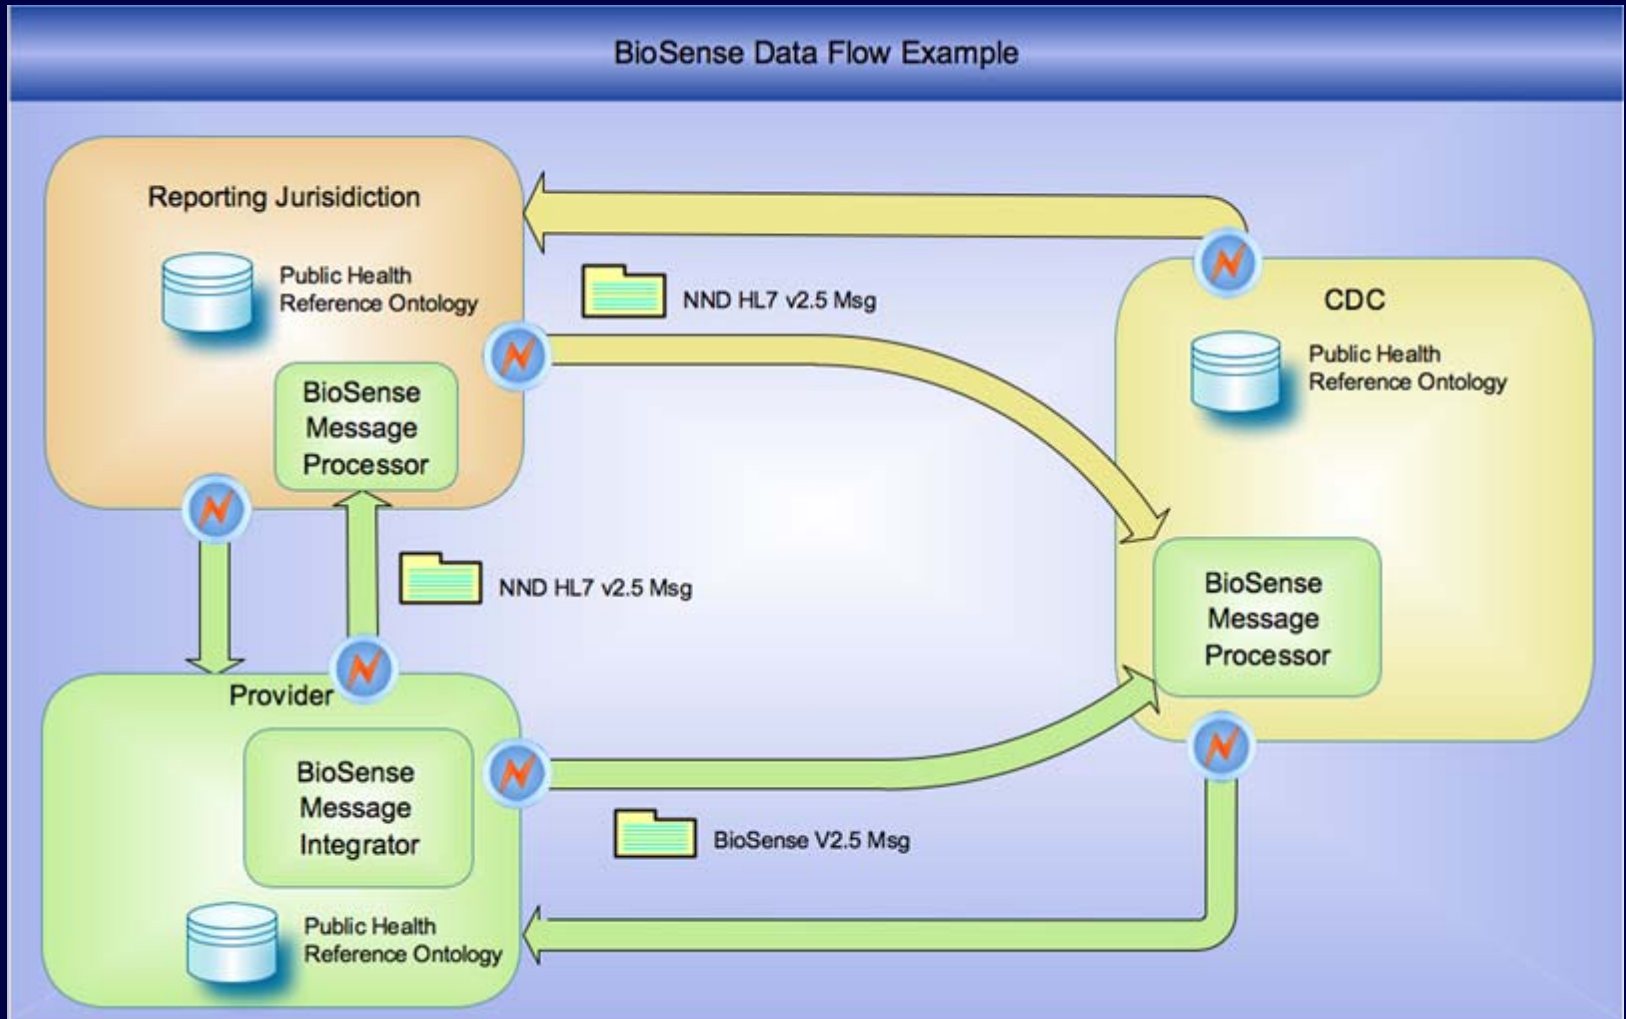 BioSense Data Flow Example
Reporting Jurisidiction
Public Health
Reference Ontology
BioSense
Message
Processor
NND HL7 v2.5 Msg
CDC
Public Health
Reference Ontology
NND HL7 v2.5 Msg
BioSense
Message
Processor
Provider
BioSense
Message
Integrator
BioSense V2.5 Msg
Public Health
Reference Ontology